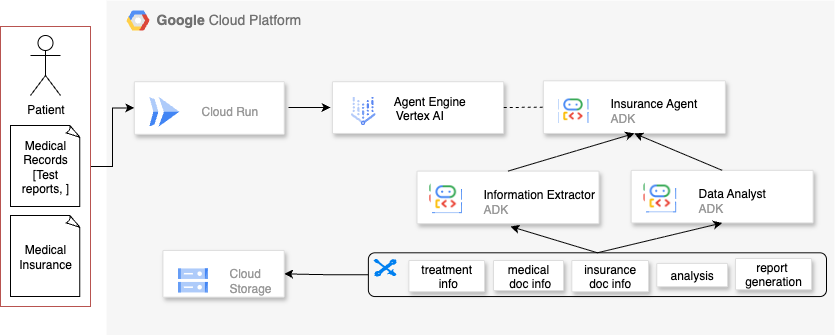 Google Cloud Platform
Patient
Medical
Records
[Test
reports, ]
Medical
Insurance
Cloud Run
Agent Engine
Vertex AI
Insurance Agent
ADK
Information Extractor
ADK
Data Analyst
ADK
Cloud
Storage
treatment
info
medical
doc info
insurance
doc info
analysis
report
generation